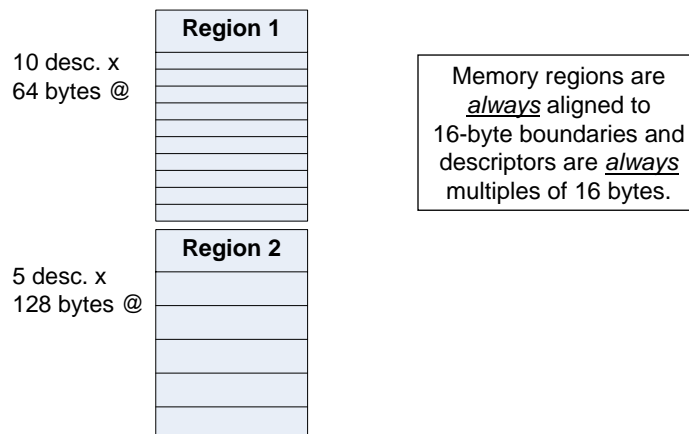 Region 1
10 desc. x
64 bytes @
Memory regions are
always aligned to
16-byte boundaries and
descriptors are always
multiples of 16 bytes.
Region 2
5 desc. x
128 bytes @